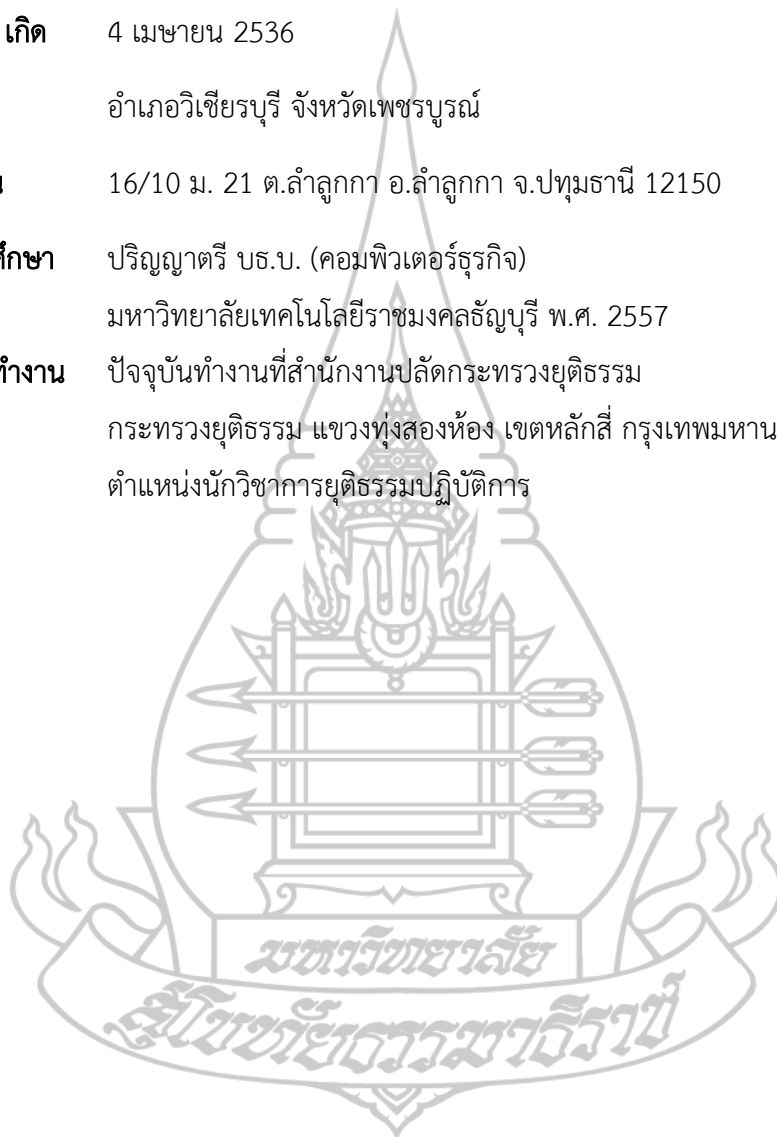 เกิด 4 เมษายน 2536
อำเภอวิเชียรบุรี จังหวัดเพชรบูรณ์
16/10 ม. 21 ต.ลำลูกกา อ.ลำลูกกา จ.ปทุมธานี 12150
ศึกษา ปริญญาตรี บธ.บ. (คอมพิวเตอร์ธุรกิจ)
มหาวิทยาลัยเทคโนโลยีราชมงคลธัญบุรี พ.ศ. 2557
ทำงาน ปัจจุบันทำงานที่สำนักงานปลัดกระทรวงยุติธรรม
กระทรวงยุติธรรม แขวงทุ่งสองห้อง เขตหลักสี่ กรุงเทพมหาน
ตำแหน่งนักวิชาการยุติธรรมปฏิบัติการ
มหาวิทยาลัย
สุโขทัยธรรมาธิราช